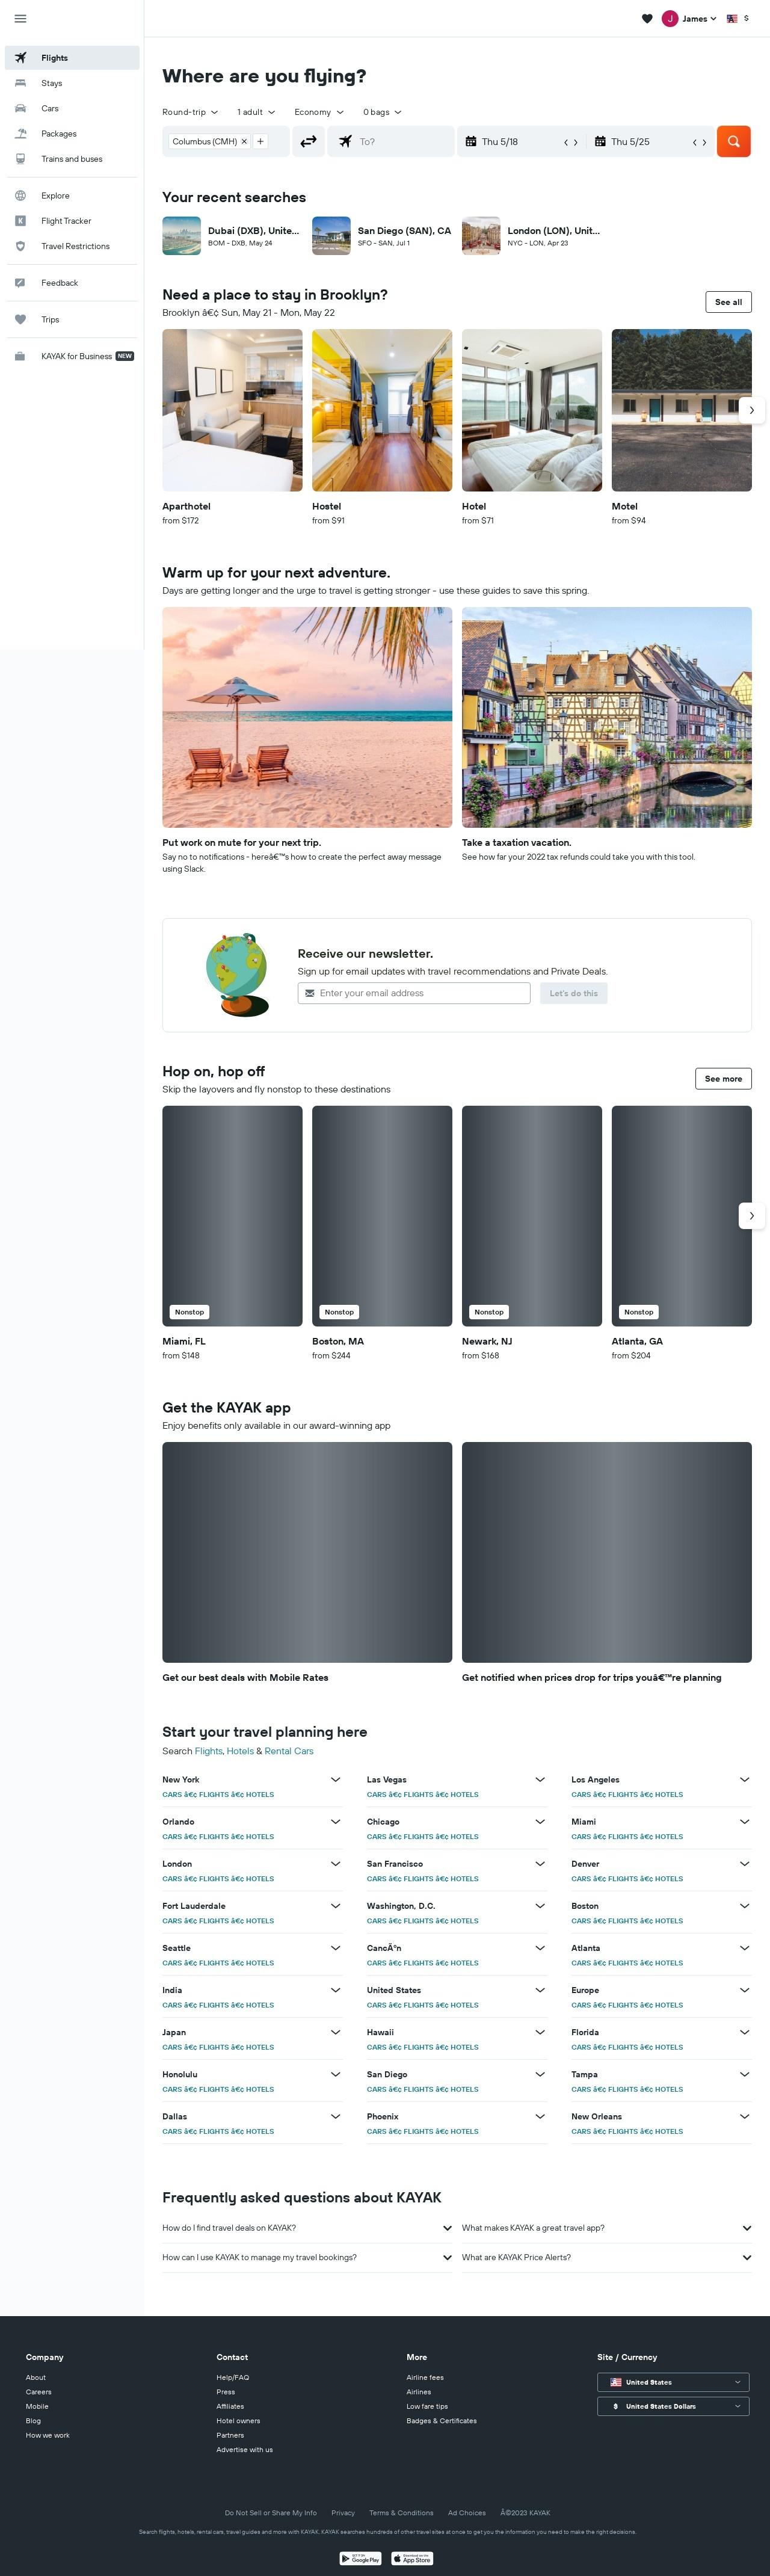 J James $
Flights
Stays
Cars
Packages
Trains and buses
Explore
Flight Tracker
Travel Restrictions
Feedback
Trips
KAYAK for Business NEW
Where are you flying?
Round-trip 1 adult Economy 0 bags
Columbus (CMH) To? Thu 5/18 Thu 5/25
Your recent searches
Dubai (DXB), Unite...
BOM - DXB, May 24
San Diego (SAN), CA
SFO - SAN, Jul 1
London (LON), Unit...
NYC - LON, Apr 23
Need a place to stay in Brooklyn?
Brooklyn â€¢ Sun, May 21 - Mon, May 22
See all
Aparthotel
from $172
Hostel
from $91
Hotel
from $71
Motel
from $94
Warm up for your next adventure.
Days are getting longer and the urge to travel is getting stronger - use these guides to save this spring.
Put work on mute for your next trip.
Say no to notifications - hereâ€™s how to create the perfect away message
using Slack.
Take a taxation vacation.
See how far your 2022 tax refunds could take you with this tool.
Receive our newsletter.
Sign up for email updates with travel recommendations and Private Deals.
Enter your email address Let's do this
Hop on, hop off
Skip the layovers and fly nonstop to these destinations
See more
Nonstop
Miami, FL
from $148
Nonstop
Boston, MA
from $244
Nonstop
Newark, NJ
from $168
Nonstop
Atlanta, GA
from $204
Get the KAYAK app
Enjoy benefits only available in our award-winning app
Get our best deals with Mobile Rates
Get notified when prices drop for trips youâ€™re planning
Start your travel planning here
Search Flights, Hotels & Rental Cars
New York Las Vegas Los Angeles
CARS â€¢ FLIGHTS â€¢ HOTELS CARS â€¢ FLIGHTS â€¢ HOTELS CARS â€¢ FLIGHTS â€¢ HOTELS
Orlando Chicago Miami
CARS â€¢ FLIGHTS â€¢ HOTELS CARS â€¢ FLIGHTS â€¢ HOTELS CARS â€¢ FLIGHTS â€¢ HOTELS
London San Francisco Denver
CARS â€¢ FLIGHTS â€¢ HOTELS CARS â€¢ FLIGHTS â€¢ HOTELS CARS â€¢ FLIGHTS â€¢ HOTELS
Fort Lauderdale Washington, D.C. Boston
CARS â€¢ FLIGHTS â€¢ HOTELS CARS â€¢ FLIGHTS â€¢ HOTELS CARS â€¢ FLIGHTS â€¢ HOTELS
Seattle CancÃºn Atlanta
CARS â€¢ FLIGHTS â€¢ HOTELS CARS â€¢ FLIGHTS â€¢ HOTELS CARS â€¢ FLIGHTS â€¢ HOTELS
India United States Europe
CARS â€¢ FLIGHTS â€¢ HOTELS CARS â€¢ FLIGHTS â€¢ HOTELS CARS â€¢ FLIGHTS â€¢ HOTELS
Japan Hawaii Florida
CARS â€¢ FLIGHTS â€¢ HOTELS CARS â€¢ FLIGHTS â€¢ HOTELS CARS â€¢ FLIGHTS â€¢ HOTELS
Honolulu San Diego Tampa
CARS â€¢ FLIGHTS â€¢ HOTELS CARS â€¢ FLIGHTS â€¢ HOTELS CARS â€¢ FLIGHTS â€¢ HOTELS
Dallas Phoenix New Orleans
CARS â€¢ FLIGHTS â€¢ HOTELS CARS â€¢ FLIGHTS â€¢ HOTELS CARS â€¢ FLIGHTS â€¢ HOTELS
Frequently asked questions about KAYAK
How do I find travel deals on KAYAK? What makes KAYAK a great travel app?
How can I use KAYAK to manage my travel bookings? What are KAYAK Price Alerts?
Company
About
Careers
Mobile
Blog
How we work
Contact
Help/FAQ
Press
Affiliates
Hotel owners
Partners
Advertise with us
More
Airline fees
Airlines
Low fare tips
Badges & Certificates
Site / Currency
United States
$ United States Dollars
Do Not Sell or Share My Info Privacy Terms & Conditions Ad Choices Â©2023 KAYAK
Search flights, hotels, rental cars, travel guides and more with KAYAK. KAYAK searches hundreds of other travel sites at once to get you the information you need to make the right decisions.
GET IT ON Google Play Download on the App Store